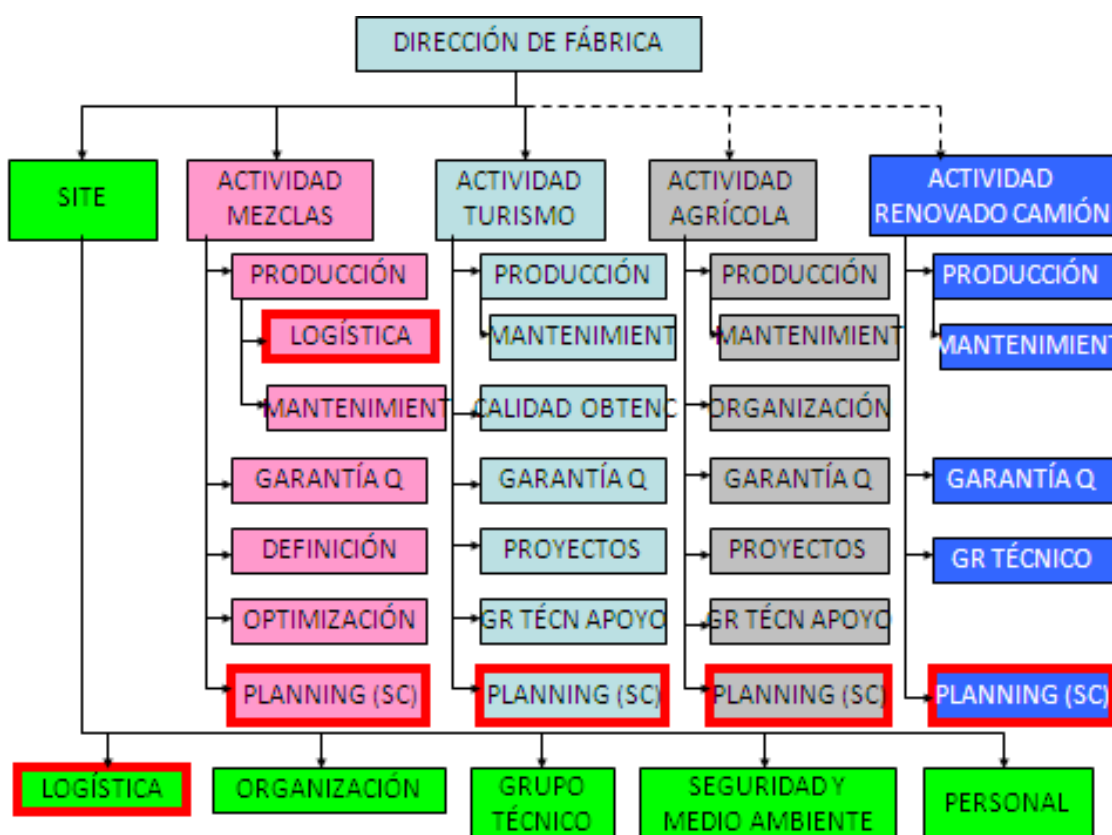 DIRECCIÓN DE FÁBRICA
SITE
ACTIVIDAD
MEZCLAS
ACTIVIDAD
TURISMO
ACTIVIDAD
AGRÍCOLA
ACTIVIDAD
RENOVADO CAMIÓN
PRODUCCIÓN
LOGÍSTICA
MANTENIMIENT
GARANTÍA Q
DEFINICIÓN
OPTIMIZACIÓN
PLANNING (SC)
PRODUCCIÓN
MANTENIMIENT
CALIDAD OBTENC
GARANTÍA Q
PROYECTOS
GR TÉCN APOYO
PLANNING (SC)
PRODUCCIÓN
MANTENIMIENT
ORGANIZACIÓN
GARANTÍA Q
PROYECTOS
GR TÉCN APOYO
PLANNING (SC)
PRODUCCIÓN
MANTENIMIENT
GARANTÍA Q
GR TÉCNICO
PLANNING (SC)
LOGÍSTICA
ORGANIZACIÓN
GRUPO
TÉCNICO
SEGURIDAD Y
MEDIO AMBIENTE
PERSONAL